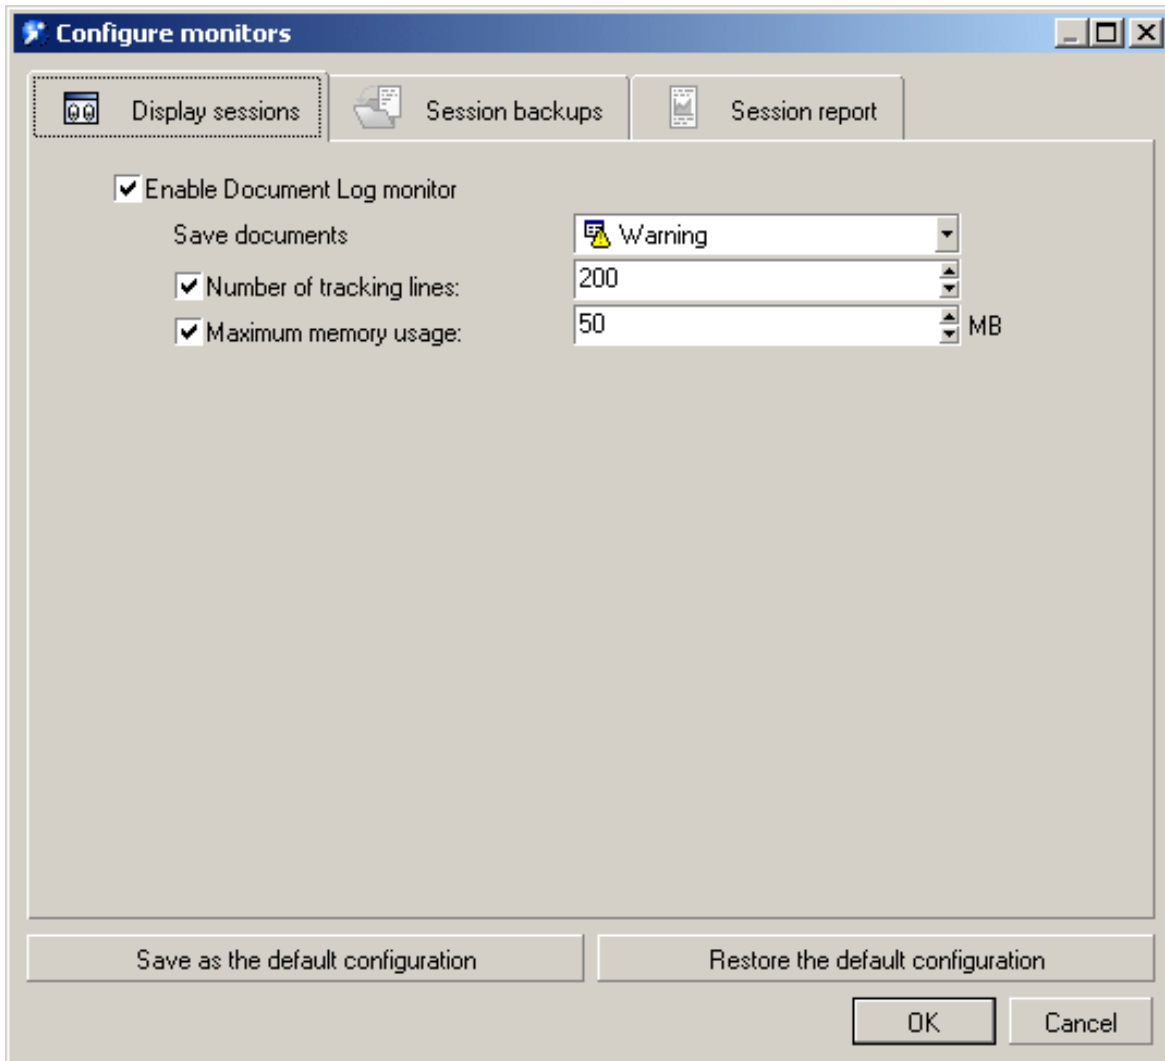 Configure monitors
Display sessions
Session backups
Session report
Enable Document Log monitor
Save documents Warning
Number of tracking lines: 200
Maximum memory usage: 50 MB
Save as the default configuration Restore the default configuration
OK Cancel